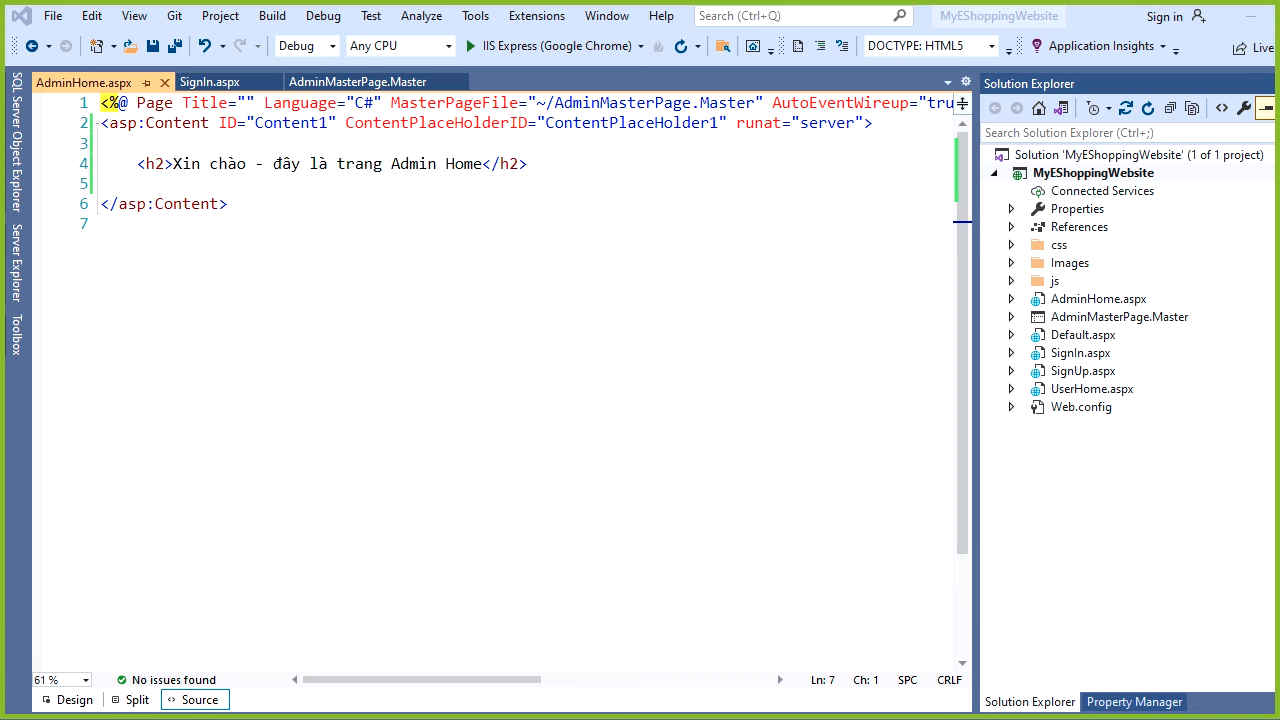 File Edit View Git Project Build Debug Test Analyze Tools Extensions Window Help Search (Ctrl+Q) MyEShoppingWebsite Sign in
Debug Any CPU IIS Express (Google Chrome) DOCTYPE: HTML5 Application Insights Live
SQL Server Object Explorer
Server Explorer
Toolbox
AdminHome.aspx SignIn.aspx AdminMasterPage.Master
1 <%@ Page Title="" Language="C#" MasterPageFile="~/AdminMasterPage.Master" AutoEventWireup="tru
2 <asp:Content ID="Content1" ContentPlaceHolderID="ContentPlaceHolder1" runat="server">
3
4 <h2>Xin chào - đây là trang Admin Home</h2>
5
6 </asp:Content>
7
61 % No issues found Ln: 7 Ch: 1 SPC CRLF
Design Split Source
Solution Explorer
Search Solution Explorer (Ctrl+;)
Solution 'MyEShoppingWebsite' (1 of 1 project)
MyEShoppingWebsite
Connected Services
Properties
References
css
Images
js
AdminHome.aspx
AdminMasterPage.Master
Default.aspx
SignIn.aspx
SignUp.aspx
UserHome.aspx
Web.config
Solution Explorer Property Manager